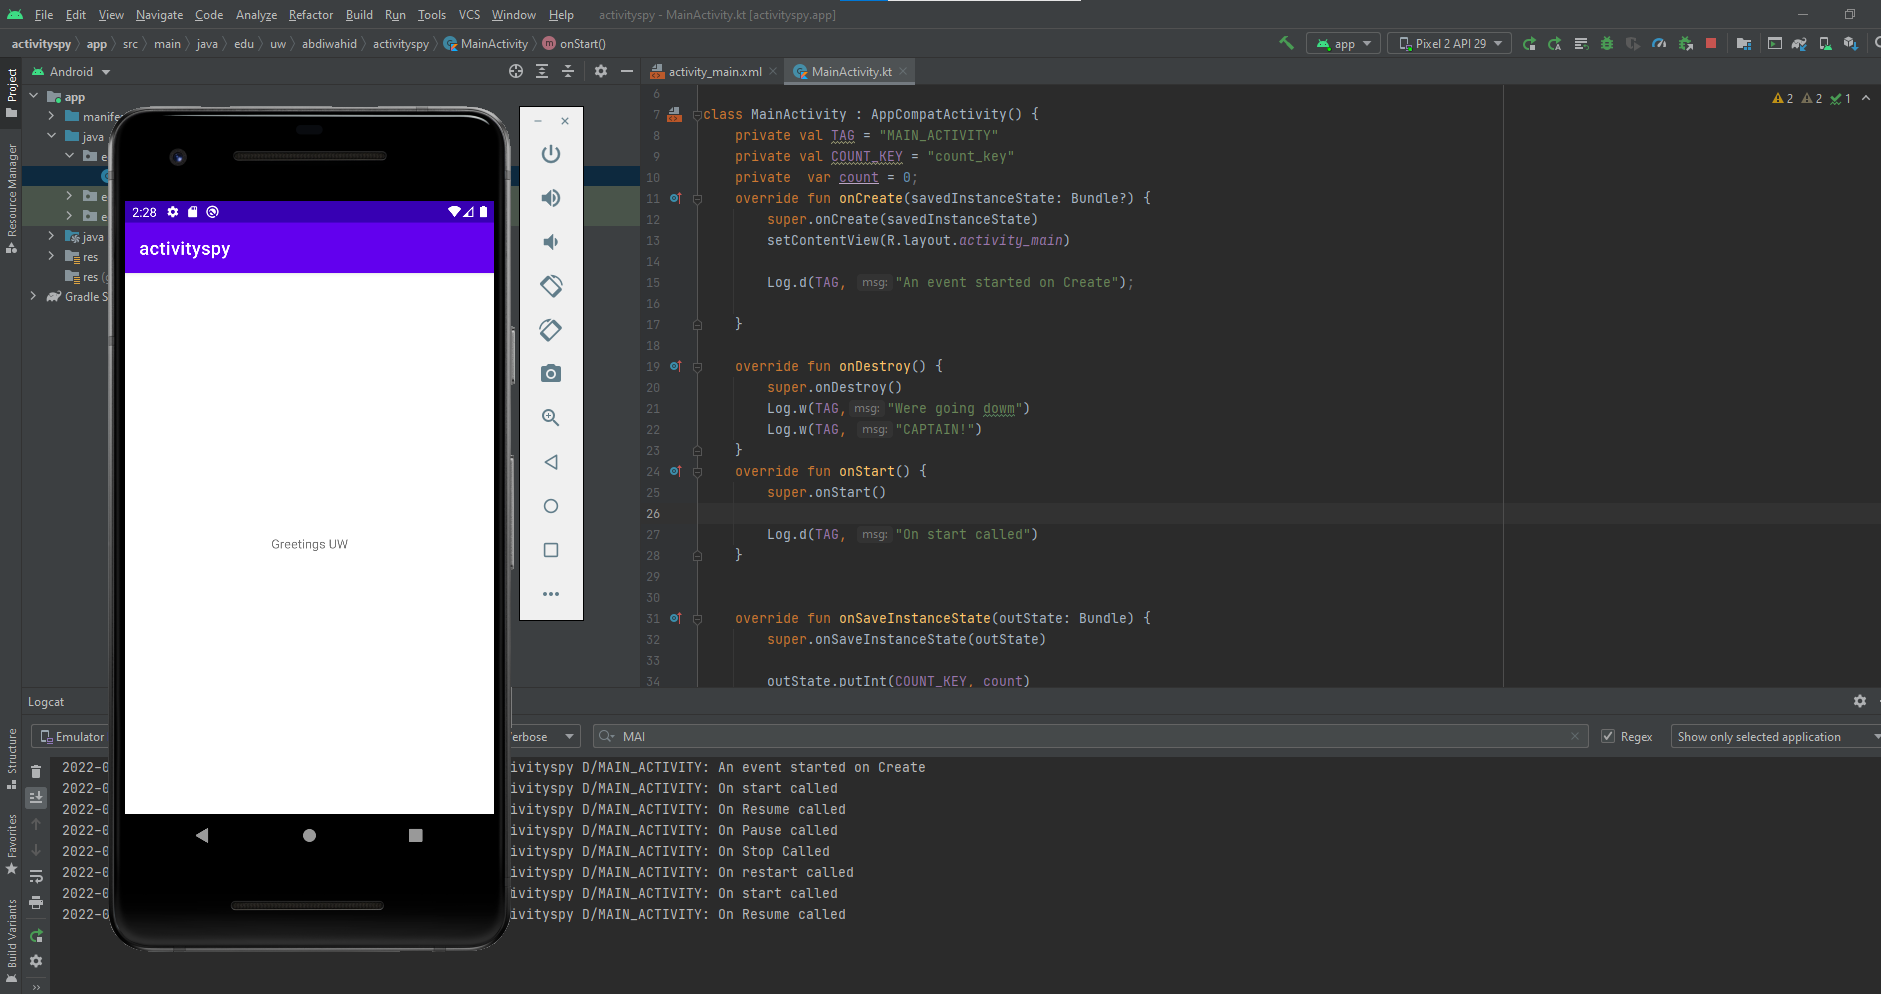 File Edit View Navigate Code Analyze Refactor Build Run Tools VCS Window Help activityspy - MainActivity.kt [activityspy.app]
activityspy app src main java edu uw abdiwahid activityspy MainActivity onStart() app Pixel 2 API 29
Project
Resource Manager
Structure
Favorites
Build Variants
Android
app
manife
java
e
e
e
java
res
res (g
Gradle S
2:28
activityspy
Greetings UW
activity_main.xml MainActivity.kt
2 2 1
6
7 class MainActivity : AppCompatActivity() {
8 private val TAG = "MAIN_ACTIVITY"
9 private val COUNT_KEY = "count_key"
10 private var count = 0;
11 override fun onCreate(savedInstanceState: Bundle?) {
12 super.onCreate(savedInstanceState)
13 setContentView(R.layout.activity_main)
14
15 Log.d(TAG, msg: "An event started on Create");
16
17 }
18
19 override fun onDestroy() {
20 super.onDestroy()
21 Log.w(TAG, msg: "Were going dowm")
22 Log.w(TAG, msg: "CAPTAIN!")
23 }
24 override fun onStart() {
25 super.onStart()
26
27 Log.d(TAG, msg: "On start called")
28 }
29
30
31 override fun onSaveInstanceState(outState: Bundle) {
32 super.onSaveInstanceState(outState)
33
34 outState.putInt(COUNT_KEY, count)
Logcat
Emulator erbose MAI Regex Show only selected application
2022-0 ivityspy D/MAIN_ACTIVITY: An event started on Create
2022-0 ivityspy D/MAIN_ACTIVITY: On start called
2022-0 ivityspy D/MAIN_ACTIVITY: On Resume called
2022-0 ivityspy D/MAIN_ACTIVITY: On Pause called
2022-0 ivityspy D/MAIN_ACTIVITY: On Stop Called
2022-0 ivityspy D/MAIN_ACTIVITY: On restart called
2022-0 ivityspy D/MAIN_ACTIVITY: On start called
2022-0 ivityspy D/MAIN_ACTIVITY: On Resume called